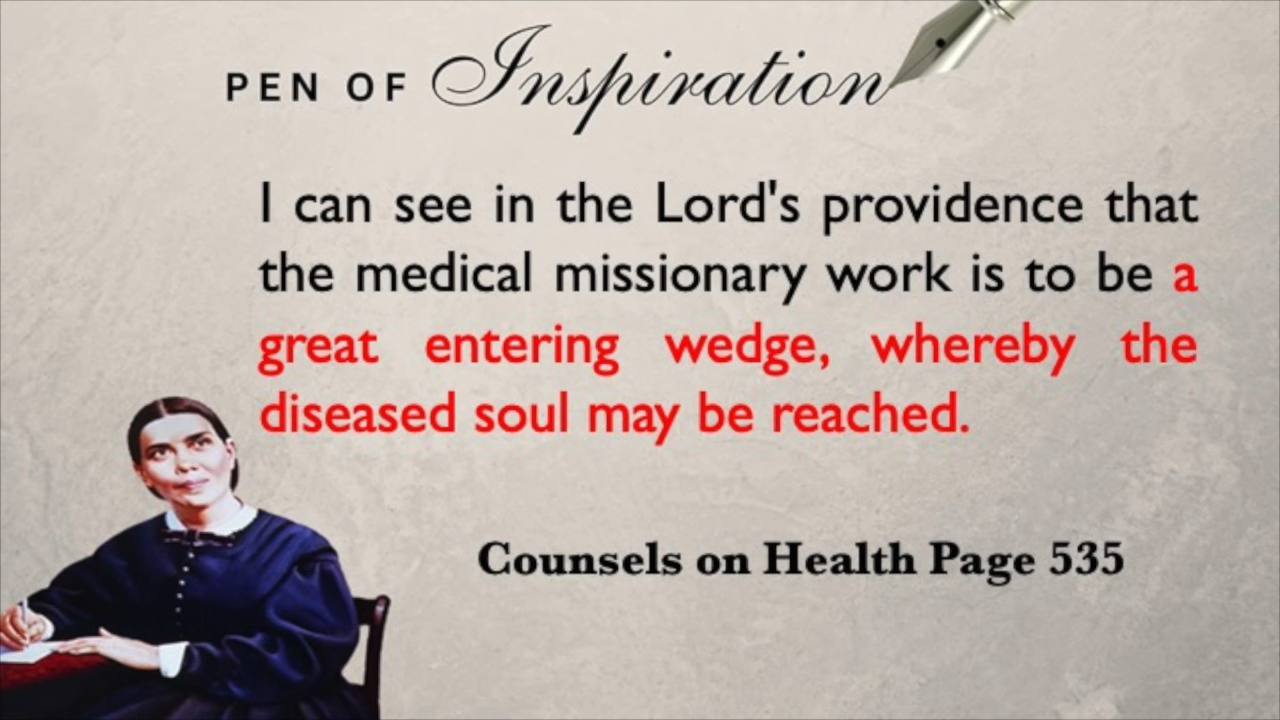 PEN OF Inspiration
I can see in the Lord's providence that
the medical missionary work is to be a
great entering wedge, whereby the
diseased soul may be reached.
Counsels on Health Page 535